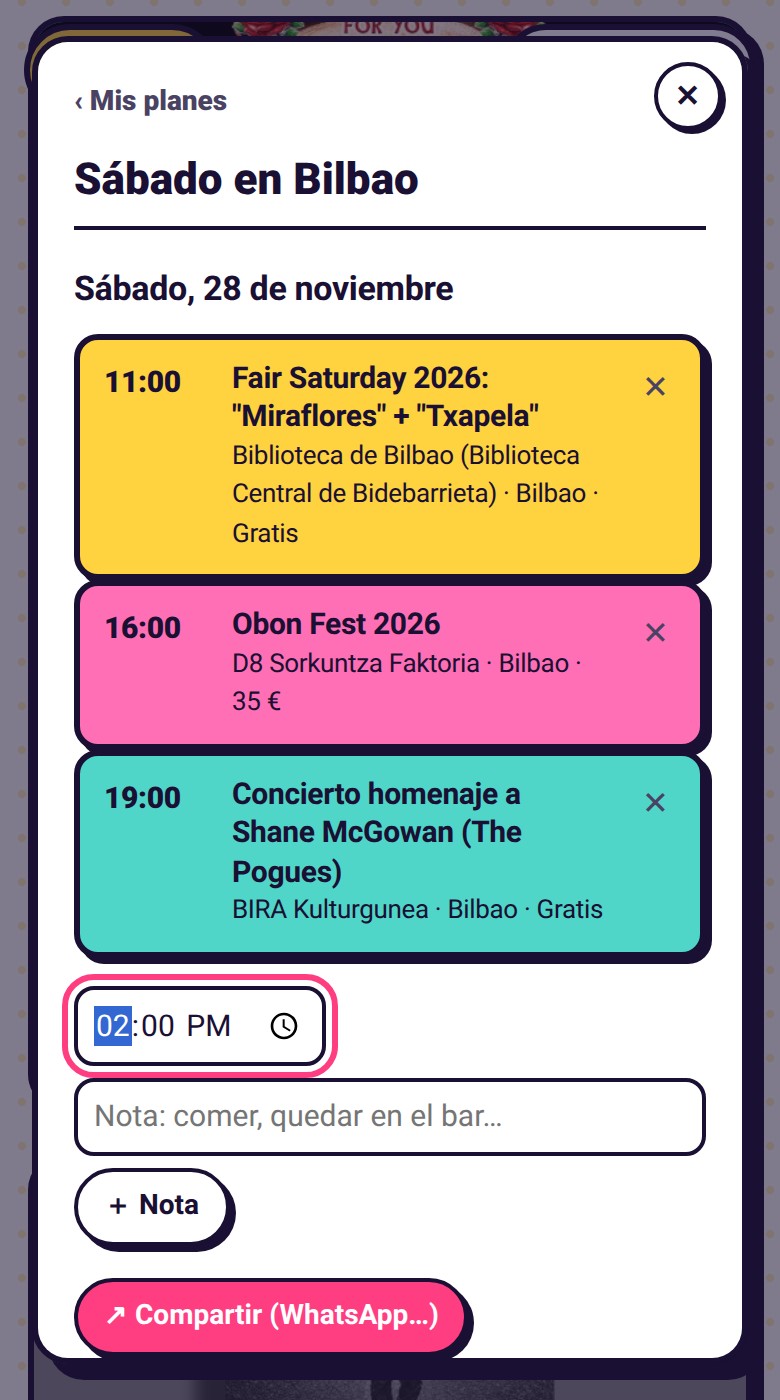 FOR YOU
‹ Mis planes
✕
Sábado en Bilbao
Sábado, 28 de noviembre
11:00
Fair Saturday 2026:
"Miraflores" + "Txapela"
✕
Biblioteca de Bilbao (Biblioteca
Central de Bidebarrieta) · Bilbao ·
Gratis
16:00
Obon Fest 2026
✕
D8 Sorkuntza Faktoria · Bilbao ·
35 €
19:00
Concierto homenaje a
✕
Shane McGowan (The
Pogues)
BIRA Kulturgunea · Bilbao · Gratis
02:00 PM
Nota: comer, quedar en el bar…
+ Nota
↗ Compartir (WhatsApp…)